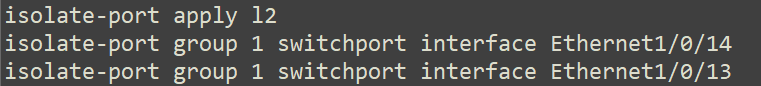 isolate-port apply l2
isolate-port group 1 switchport interface Ethernet1/0/14
isolate-port group 1 switchport interface Ethernet1/0/13